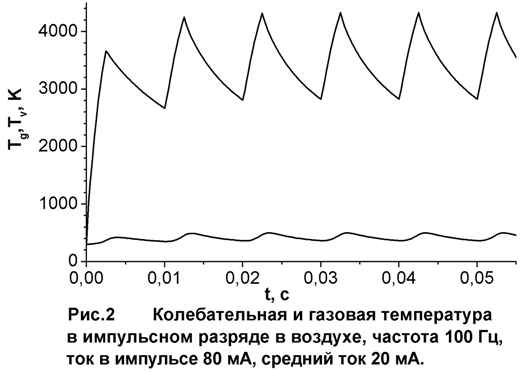 4000
3000
2000
1000
0
T_g, T_v, K
0,00 0,01 0,02 0,03 0,04 0,05
t, c
Рис.2 Колебательная и газовая температура
в импульсном разряде в воздухе, частота 100 Гц,
ток в импульсе 80 мА, средний ток 20 мА.